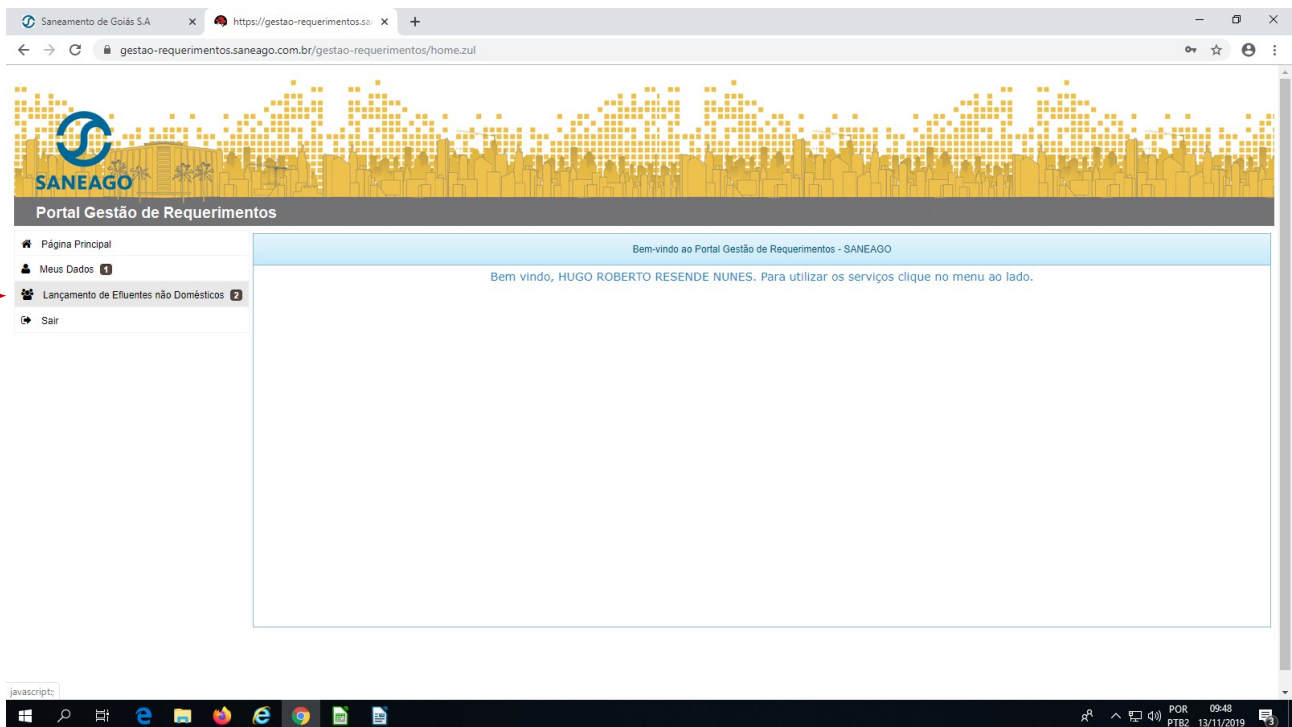 Saneamento de Goiás S.A
https://gestao-requerimentos.sa
gestao-requerimentos.saneago.com.br/gestao-requerimentos/home.zul
SANEAGO
Portal Gestão de Requerimentos
Página Principal
Meus Dados 1
Lançamento de Efluentes não Domésticos 2
Sair
Bem-vindo ao Portal Gestão de Requerimentos - SANEAGO
Bem vindo, HUGO ROBERTO RESENDE NUNES. Para utilizar os serviços clique no menu ao lado.
javascript:;
POR 09:48
PTB2 13/11/2019
3